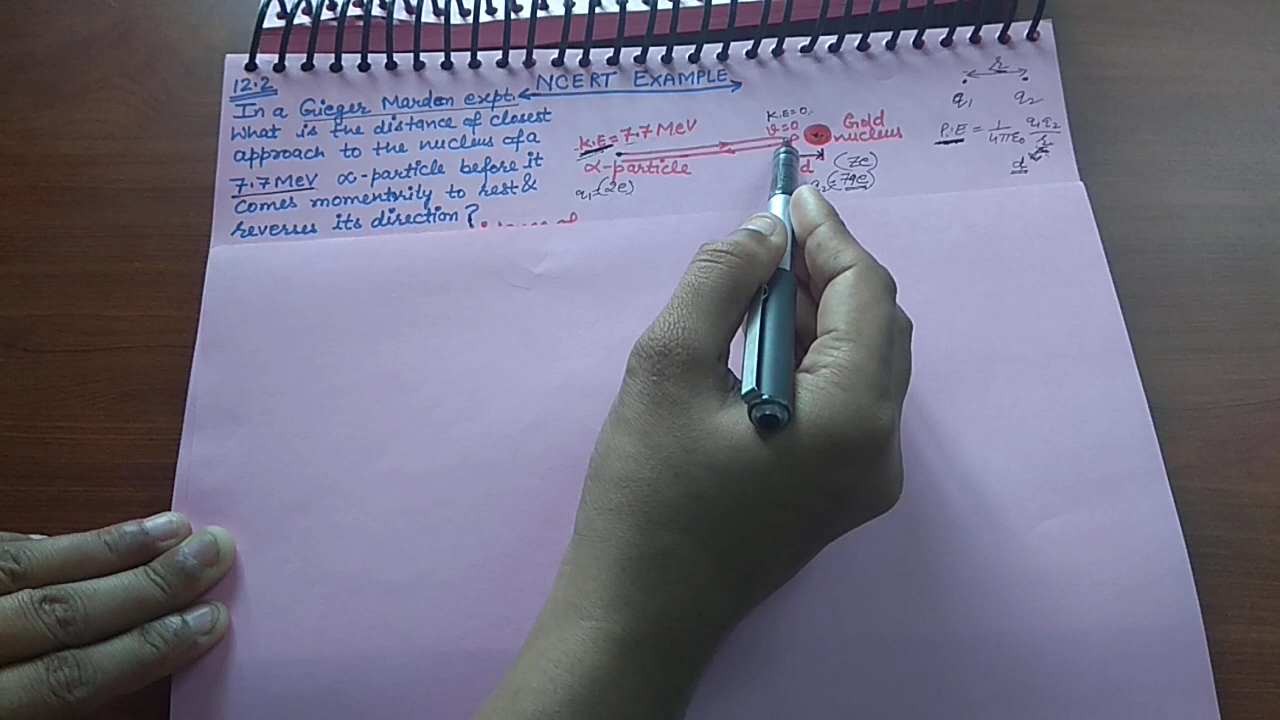 NCERT EXAMPLE
12.2
In a Gieger Marden expt.
What is the distance of closest
approach to the nucleus of a
7.7 MeV α-particle before it
comes momentrily to rest &
reverses its direction?
K.E = 7.7 MeV
α-particle
q₁=(2e)
K.E=0,
v=0
P
d
Gold
nucleus
(Ze)
q₂=(79e)
r
q₁ q₂
P.E = 1/4πε₀ q₁q₂/r
d